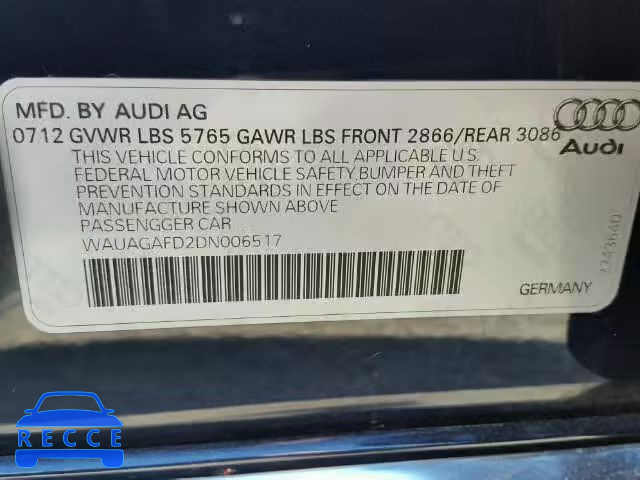 MFD. BY AUDI AG
0712 GVWR LBS 5765 GAWR LBS FRONT 2866/REAR 3086
Audi
THIS VEHICLE CONFORMS TO ALL APPLICABLE U.S.
FEDERAL MOTOR VEHICLE SAFETY,BUMPER AND THEFT
PREVENTION STANDARDS IN EFFECT ON THE DATE OF
MANUFACTURE SHOWN ABOVE
PASSENGGER CAR
WAUAGAFD2DN006517
2743640
GERMANY
RECCE